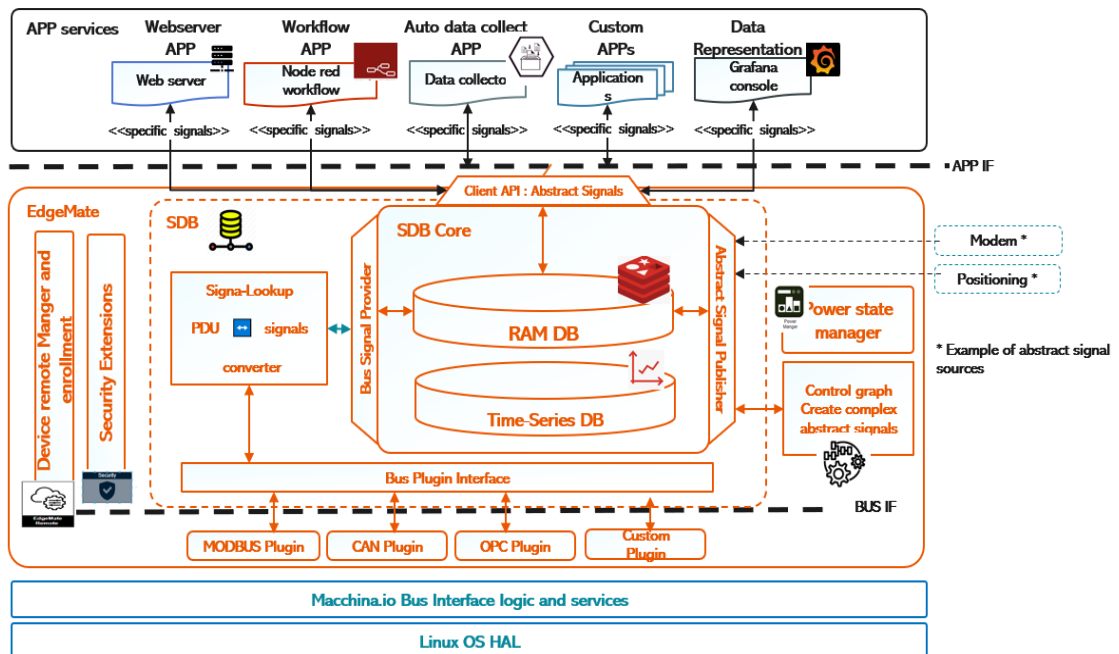 APP services
Webserver
APP
Web server
Workflow
APP
Node red
workflow
Auto data collect
APP
Data collecto
Custom
APPs
Application
s
Data
Representation
Grafana
console
<<specific signals>>
<<specific signals>>
<<specific signals>>
<<specific signals>>
<<specific signals>>
APP IF
Client API : Abstract Signals
EdgeMate
Device remote Manger and
enrollment
Security Extensions
EdgeMate
Remote
Security
SDB
Signa-Lookup
PDU signals
converter
Bus Signal Provider
SDB Core
RAM DB
Time-Series DB
Abstract Signal Publisher
Modem *
Positioning *
Power
Manger
Power state
manager
* Example of abstract signal
sources
Control graph
Create complex
abstract signals
Bus Plugin Interface
BUS IF
MODBUS Plugin
CAN Plugin
OPC Plugin
Custom
Plugin
Macchina.io Bus Interface logic and services
Linux OS HAL